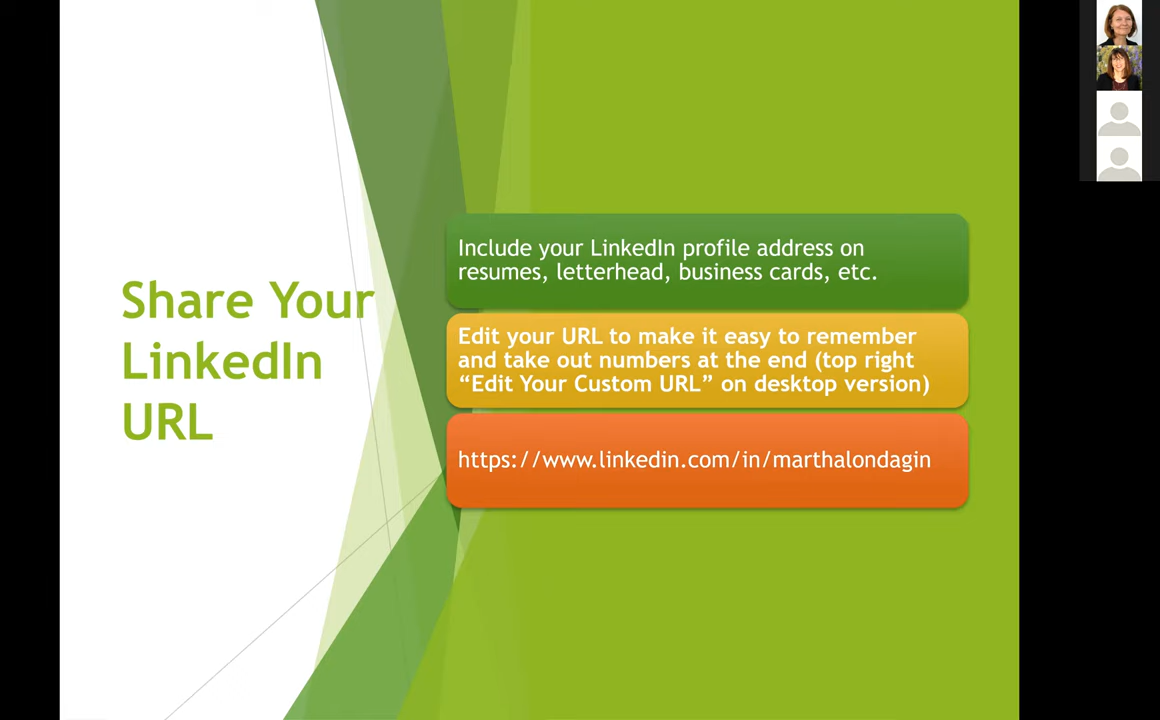 Share Your
LinkedIn
URL
Include your LinkedIn profile address on
resumes, letterhead, business cards, etc.
Edit your URL to make it easy to remember
and take out numbers at the end (top right
“Edit Your Custom URL” on desktop version)
https://www.linkedin.com/in/marthalondagin